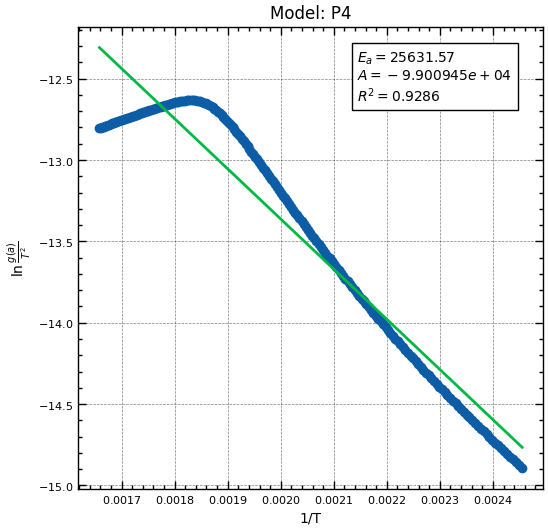 Model: P4
E_a = 25631.57
A = −9.900945e + 04
R² = 0.9286
−12.5
−13.0
−13.5
−14.0
−14.5
−15.0
ln g(a)/T²
0.0017 0.0018 0.0019 0.0020 0.0021 0.0022 0.0023 0.0024
1/T